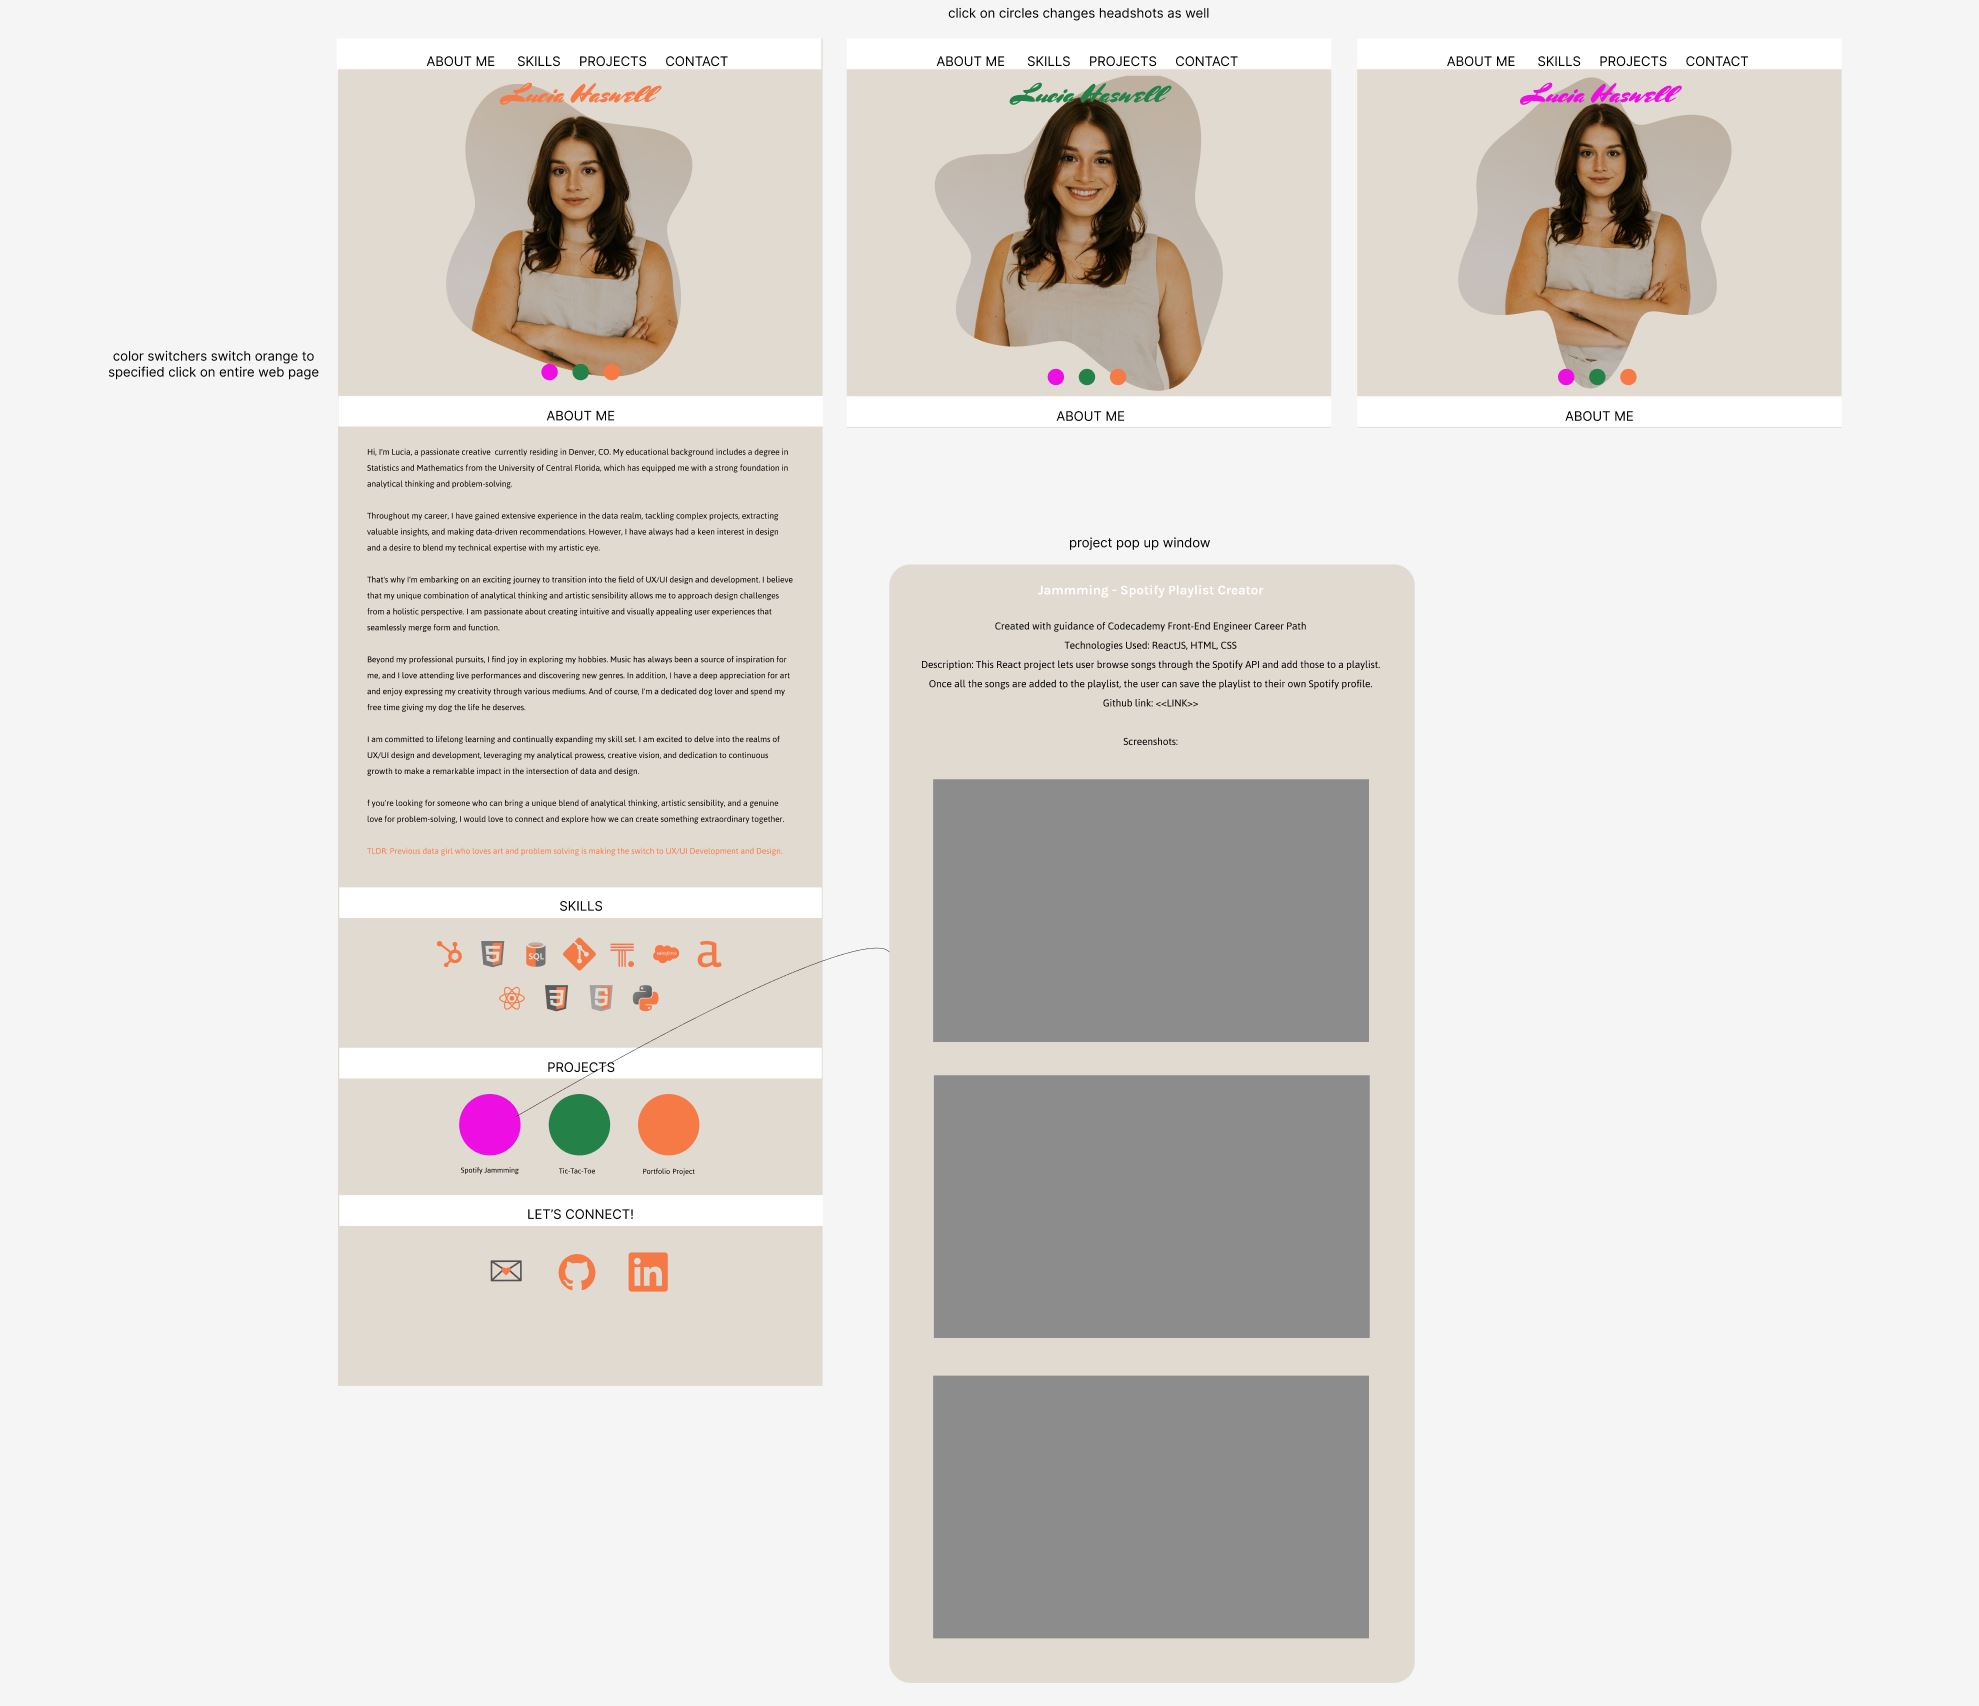 click on circles changes headshots as well
ABOUT ME SKILLS PROJECTS CONTACT
Lucia Haswell
ABOUT ME SKILLS PROJECTS CONTACT
Lucia Haswell
ABOUT ME SKILLS PROJECTS CONTACT
Lucia Haswell
color switchers switch orange to
specified click on entire web page
ABOUT ME
ABOUT ME
ABOUT ME
Hi, I'm Lucia, a passionate creative  currently residing in Denver, CO. My educational background includes a degree in
Statistics and Mathematics from the University of Central Florida, which has equipped me with a strong foundation in
analytical thinking and problem-solving.
Throughout my career, I have gained extensive experience in the data realm, tackling complex projects, extracting
valuable insights, and making data-driven recommendations. However, I have always had a keen interest in design
and a desire to blend my technical expertise with my artistic eye.
That's why I'm embarking on an exciting journey to transition into the field of UX/UI design and development. I believe
that my unique combination of analytical thinking and artistic sensibility allows me to approach design challenges
from a holistic perspective. I am passionate about creating intuitive and visually appealing user experiences that
seamlessly merge form and function.
Beyond my professional pursuits, I find joy in exploring my hobbies. Music has always been a source of inspiration for
me, and I love attending live performances and discovering new genres. In addition, I have a deep appreciation for art
and enjoy expressing my creativity through various mediums. And of course, I'm a dedicated dog lover and spend my
free time giving my dog the life he deserves.
I am committed to lifelong learning and continually expanding my skill set. I am excited to delve into the realms of
UX/UI design and development, leveraging my analytical prowess, creative vision, and dedication to continuous
growth to make a remarkable impact in the intersection of data and design.
f you're looking for someone who can bring a unique blend of analytical thinking, artistic sensibility, and a genuine
love for problem-solving, I would love to connect and explore how we can create something extraordinary together.
TLDR: Previous data girl who loves art and problem solving is making the switch to UX/UI Development and Design.
SKILLS
5 SQL T. salesforce a
3 5
PROJECTS
Spotify Jammming
Tic-Tac-Toe
Portfolio Project
LET'S CONNECT!
in
project pop up window
Jammming - Spotify Playlist Creator
Created with guidance of Codecademy Front-End Engineer Career Path
Technologies Used: ReactJS, HTML, CSS
Description: This React project lets user browse songs through the Spotify API and add those to a playlist.
Once all the songs are added to the playlist, the user can save the playlist to their own Spotify profile.
Github link: <<LINK>>
Screenshots: